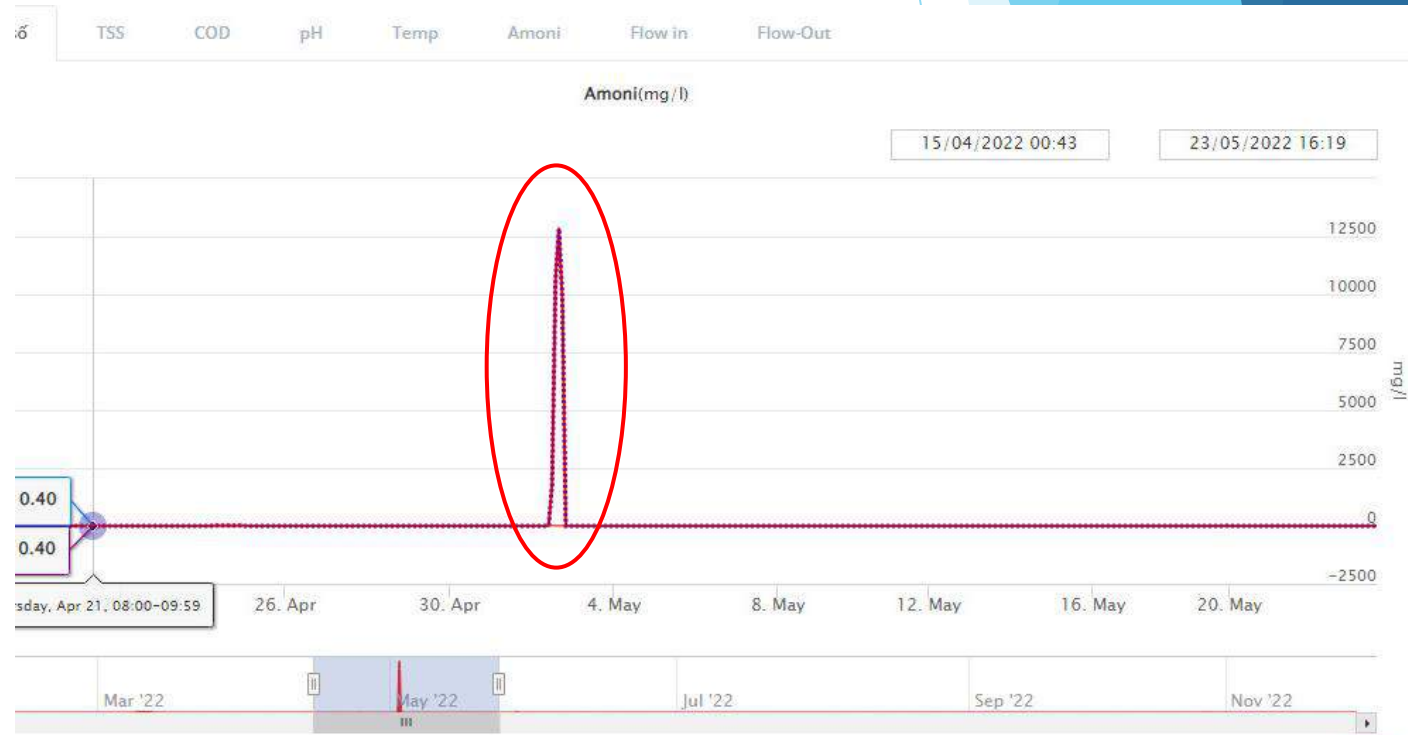 số TSS COD pH Temp Amoni Flow in Flow-Out
Amoni(mg/l)
15/04/2022 00:43 23/05/2022 16:19
12500
10000
7500
5000
2500
0
-2500
mg/l
0.40
0.40
rsday, Apr 21, 08:00-09:59
26. Apr 30. Apr 4. May 8. May 12. May 16. May 20. May
Mar '22 May '22 Jul '22 Sep '22 Nov '22